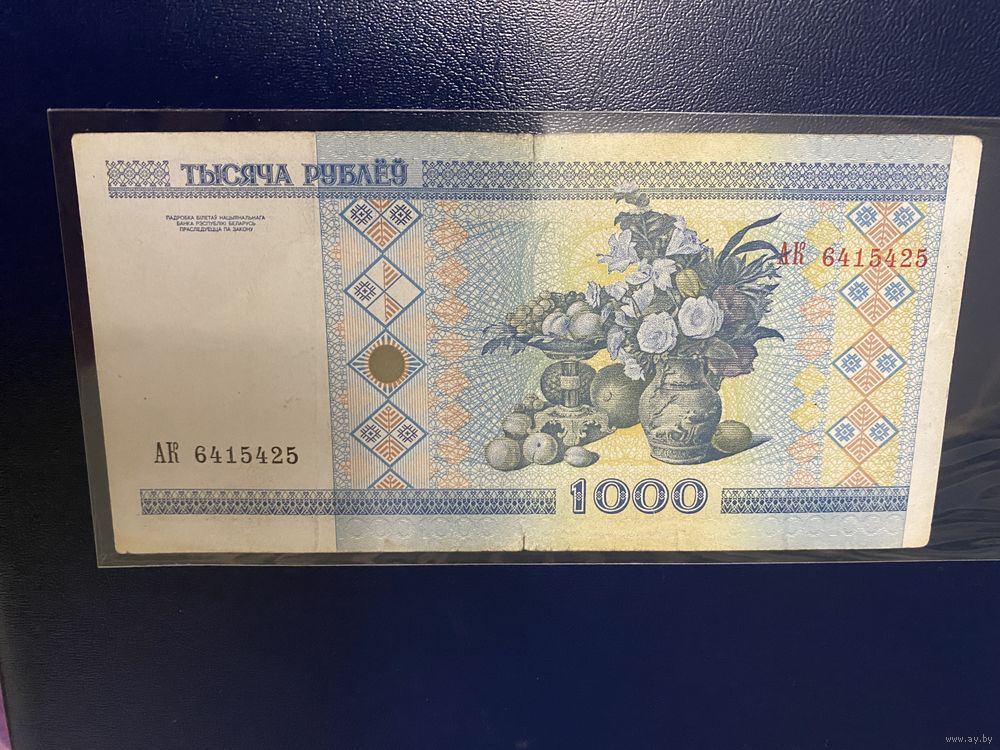 ТЫСЯЧА РУБЛЁЎ
ПАДРОБКА БІЛЕТАЎ НАЦЫЯНАЛЬНАГА
БАНКА РЭСПУБЛІКІ БЕЛАРУСЬ
ПРАСЛЕДУЕЦЦА ПА ЗАКОНУ
АК 6415425
АК 6415425
1000
www.ay.by